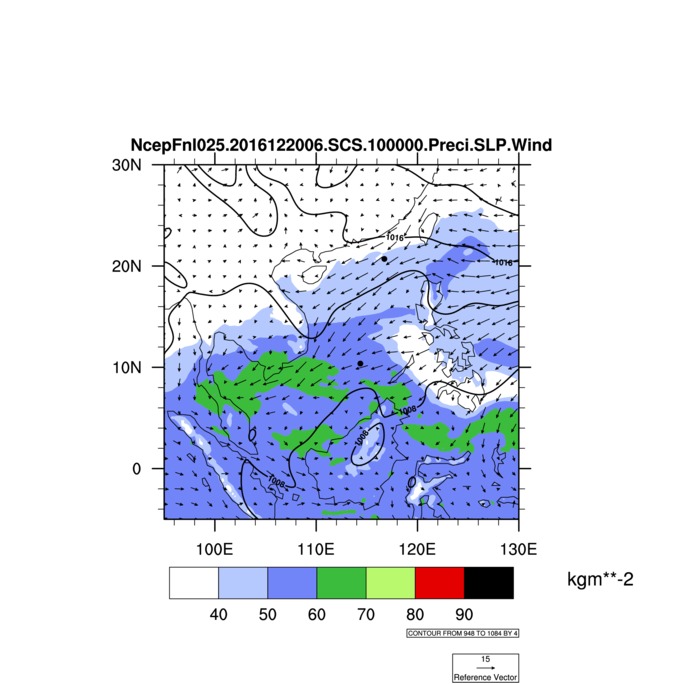 NcepFnl025.2016122006.SCS.100000.Preci.SLP.Wind
30N
1016
20N
1016
10N
1008
1008
0
1008
100E 110E 120E 130E
kgm**-2
40 50 60 70 80 90
CONTOUR FROM 948 TO 1084 BY 4
15
Reference Vector